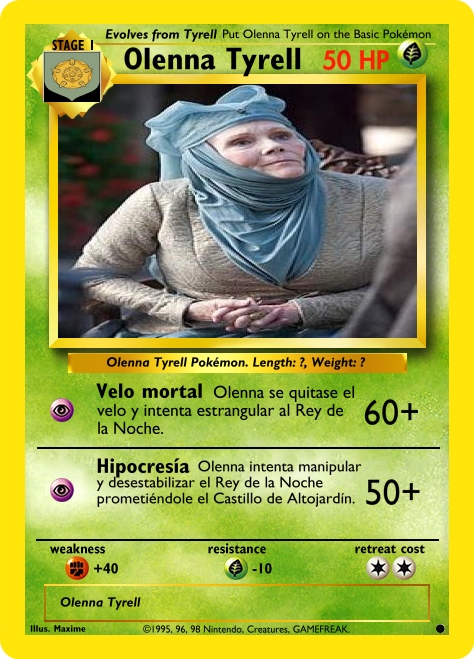 Evolves from Tyrell Put Olenna Tyrell on the Basic Pokémon
STAGE 1
Olenna Tyrell 50 HP
Olenna Tyrell Pokémon. Length: ?, Weight: ?
Velo mortal Olenna se quitase el
velo y intenta estrangular al Rey de
la Noche.
60+
Hipocresía Olenna intenta manipular
y desestabilizar el Rey de la Noche
prometiéndole el Castillo de Altojardín.
50+
weakness resistance retreat cost
+40 -10
Olenna Tyrell
Illus. Maxime ©1995, 96, 98 Nintendo, Creatures, GAMEFREAK.